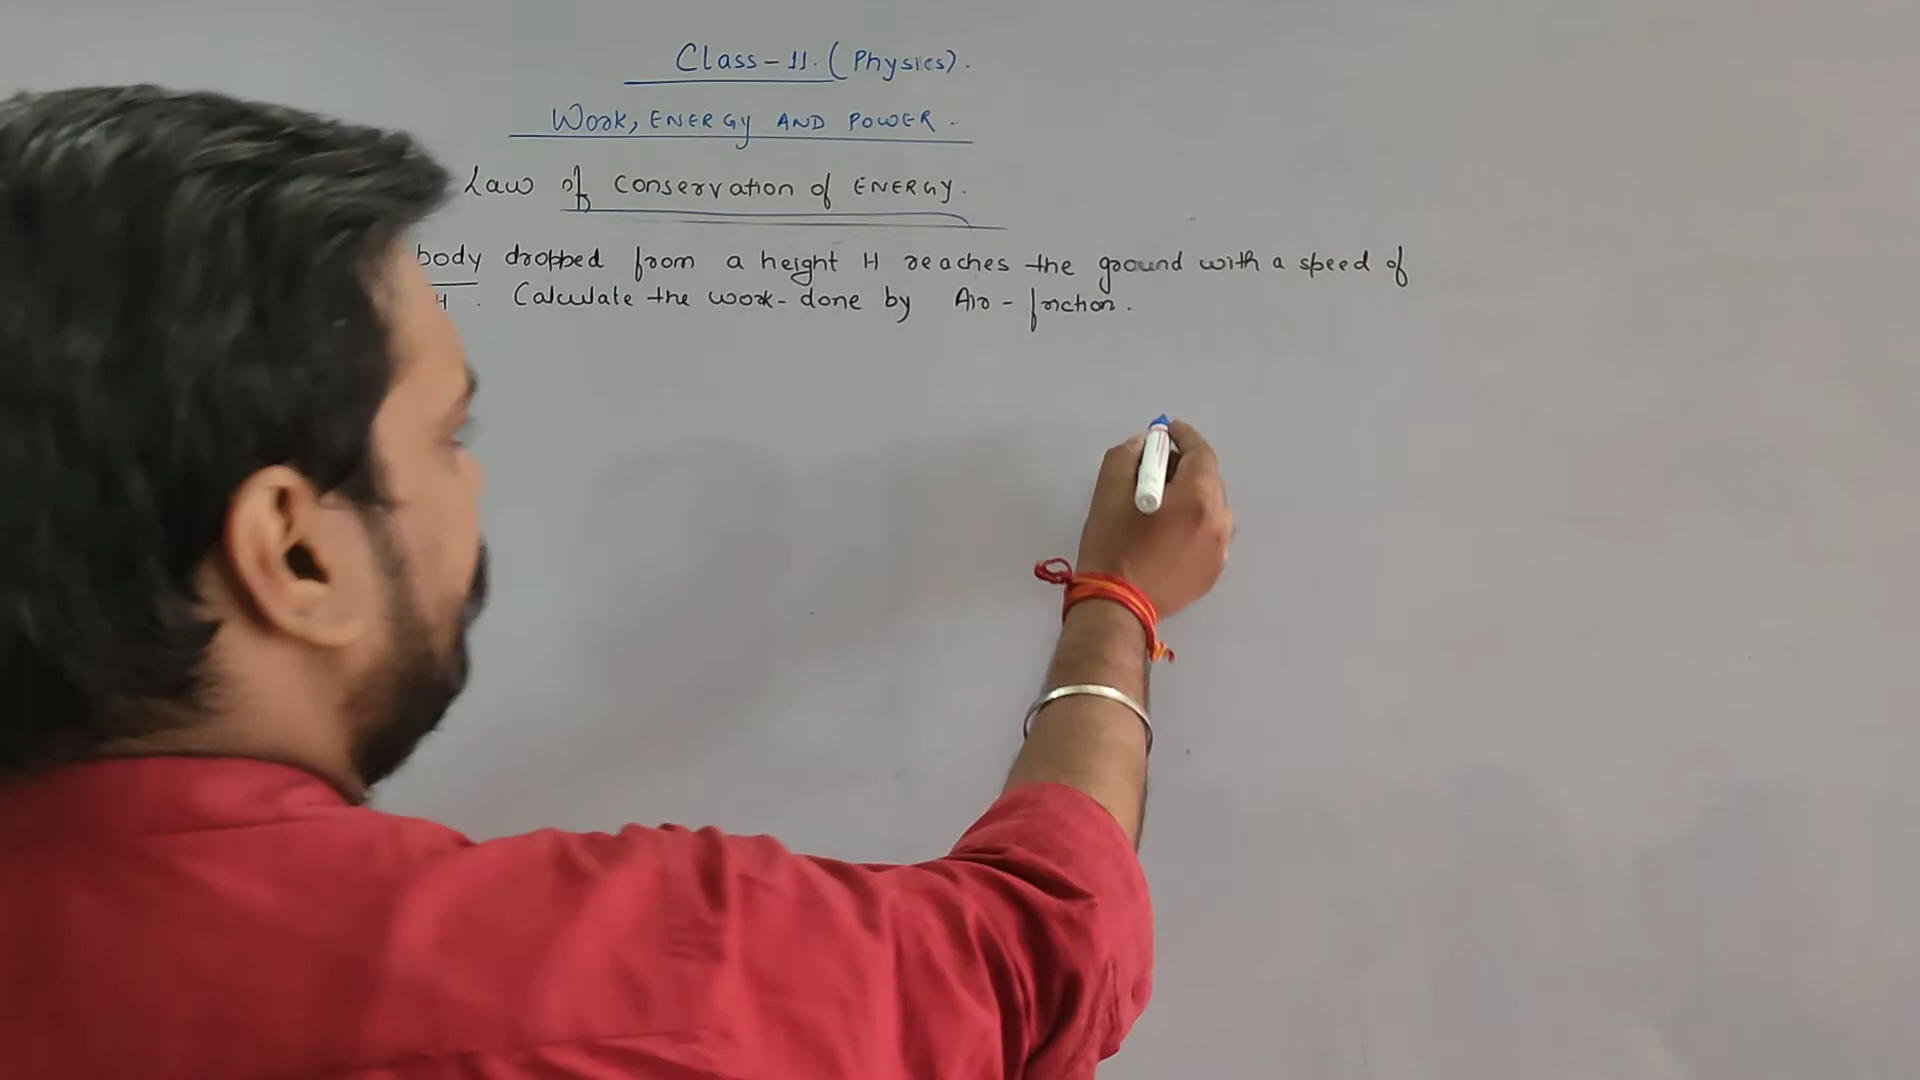 Class-11. (Physics).
Work, ENERGY AND POWER.
Law of Conservation of ENERGY.
body dropped from a height H reaches the ground with a speed of
H . Calculate the work-done by Air-friction.